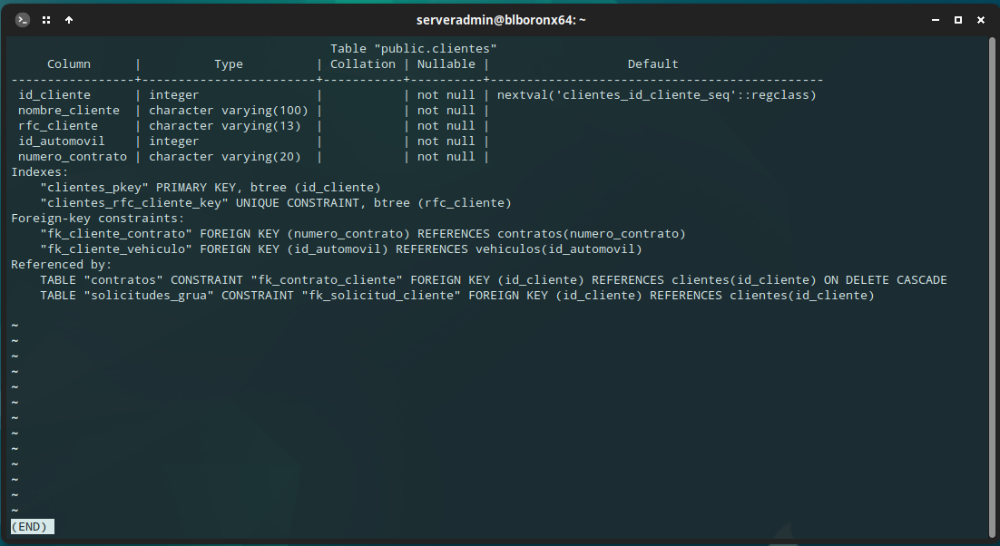 serveradmin@blboronx64: ~
Table "public.clientes"
Column | Type | Collation | Nullable | Default
-----------------+------------------------+-----------+----------+----------------------------------------------
id_cliente | integer | | not null | nextval('clientes_id_cliente_seq'::regclass)
nombre_cliente | character varying(100) | | not null |
rfc_cliente | character varying(13) | | not null |
id_automovil | integer | | not null |
numero_contrato | character varying(20) | | not null |
Indexes:
"clientes_pkey" PRIMARY KEY, btree (id_cliente)
"clientes_rfc_cliente_key" UNIQUE CONSTRAINT, btree (rfc_cliente)
Foreign-key constraints:
"fk_cliente_contrato" FOREIGN KEY (numero_contrato) REFERENCES contratos(numero_contrato)
"fk_cliente_vehiculo" FOREIGN KEY (id_automovil) REFERENCES vehiculos(id_automovil)
Referenced by:
TABLE "contratos" CONSTRAINT "fk_contrato_cliente" FOREIGN KEY (id_cliente) REFERENCES clientes(id_cliente) ON DELETE CASCADE
TABLE "solicitudes_grua" CONSTRAINT "fk_solicitud_cliente" FOREIGN KEY (id_cliente) REFERENCES clientes(id_cliente)
~
~
~
~
~
~
~
~
~
~
~
~
~
(END)